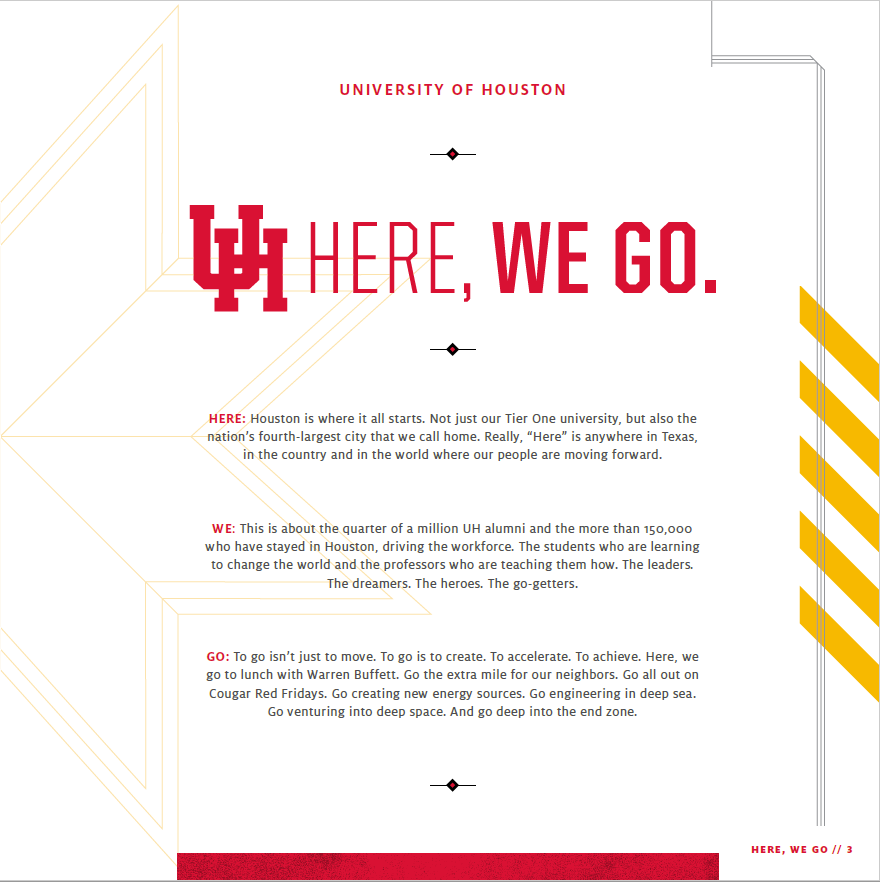 UNIVERSITY OF HOUSTON
UH HERE, WE GO.
HERE: Houston is where it all starts. Not just our Tier One university, but also the
nation’s fourth-largest city that we call home. Really, “Here” is anywhere in Texas,
in the country and in the world where our people are moving forward.
WE: This is about the quarter of a million UH alumni and the more than 150,000
who have stayed in Houston, driving the workforce. The students who are learning
to change the world and the professors who are teaching them how. The leaders.
The dreamers. The heroes. The go-getters.
GO: To go isn’t just to move. To go is to create. To accelerate. To achieve. Here, we
go to lunch with Warren Buffett. Go the extra mile for our neighbors. Go all out on
Cougar Red Fridays. Go creating new energy sources. Go engineering in deep sea.
Go venturing into deep space. And go deep into the end zone.
HERE, WE GO // 3